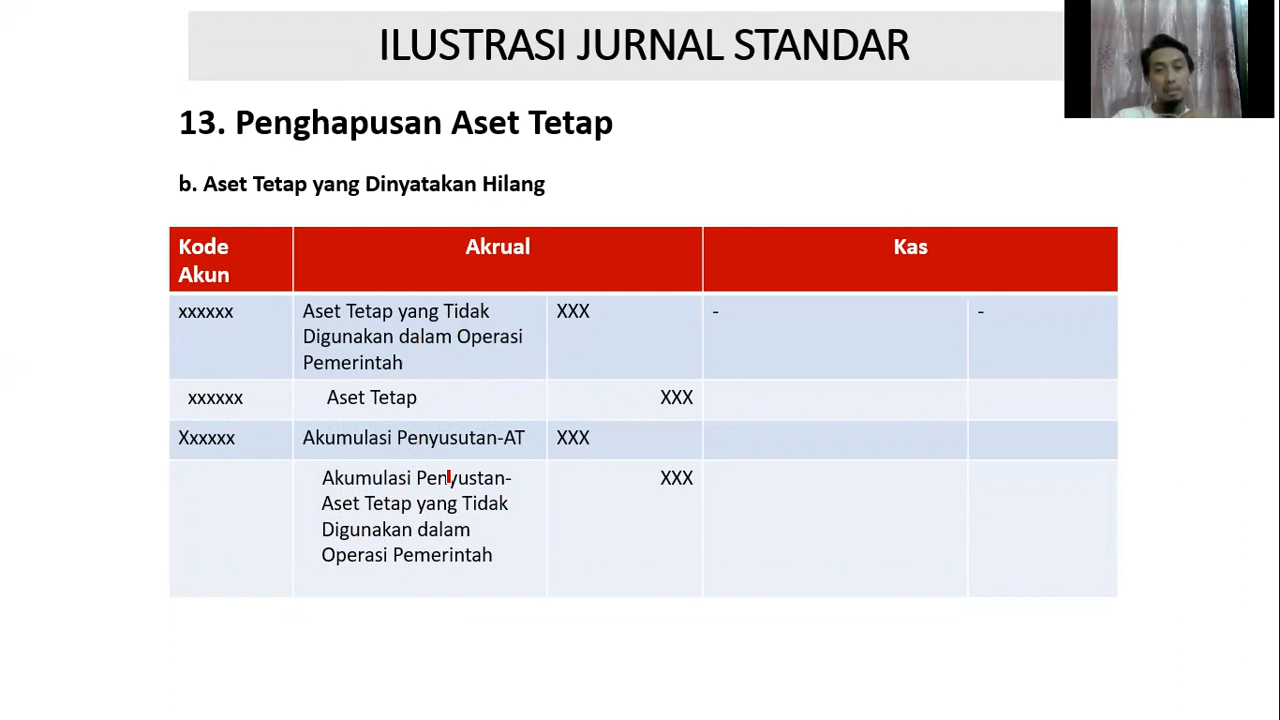 ILUSTRASI JURNAL STANDAR
13. Penghapusan Aset Tetap
b. Aset Tetap yang Dinyatakan Hilang
Kode
Akun
Akrual
Kas
xxxxxx
Aset Tetap yang Tidak
Digunakan dalam Operasi
Pemerintah
XXX
-
-
xxxxxx
Aset Tetap
XXX
Xxxxxx
Akumulasi Penyusutan-AT
XXX
Akumulasi Penyustan-
Aset Tetap yang Tidak
Digunakan dalam
Operasi Pemerintah
XXX